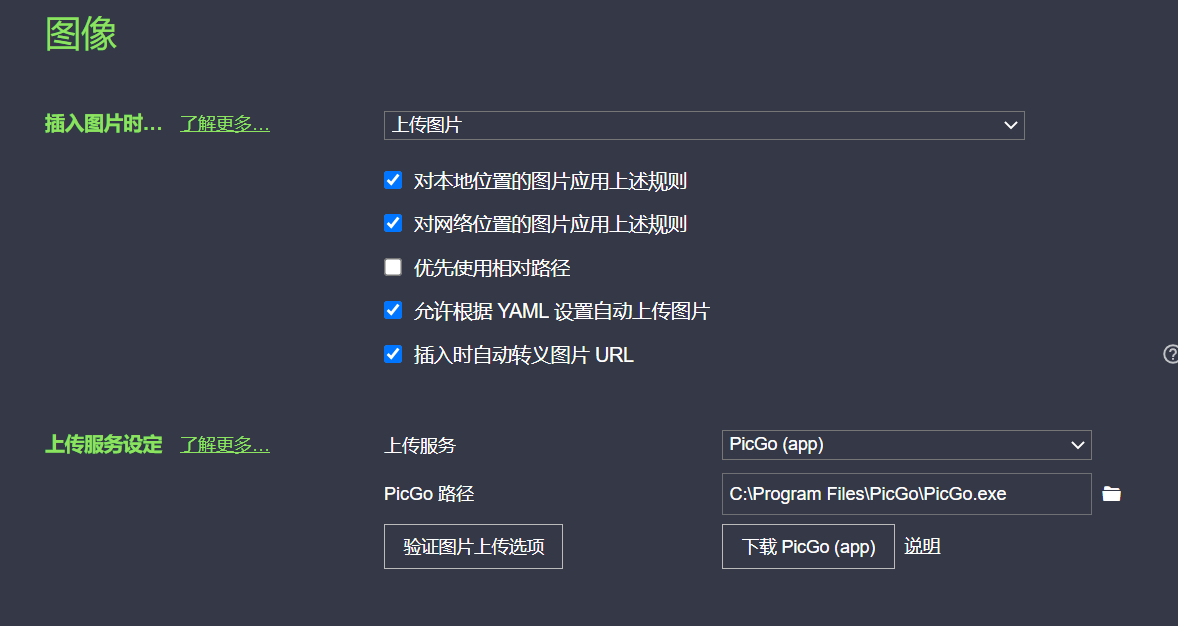 图像
插入图片时... 了解更多... 上传图片
对本地位置的图片应用上述规则
对网络位置的图片应用上述规则
优先使用相对路径
允许根据 YAML 设置自动上传图片
插入时自动转义图片 URL
上传服务设定 了解更多... 上传服务 PicGo (app)
PicGo 路径 C:\Program Files\PicGo\PicGo.exe
验证图片上传选项 下载 PicGo (app) 说明